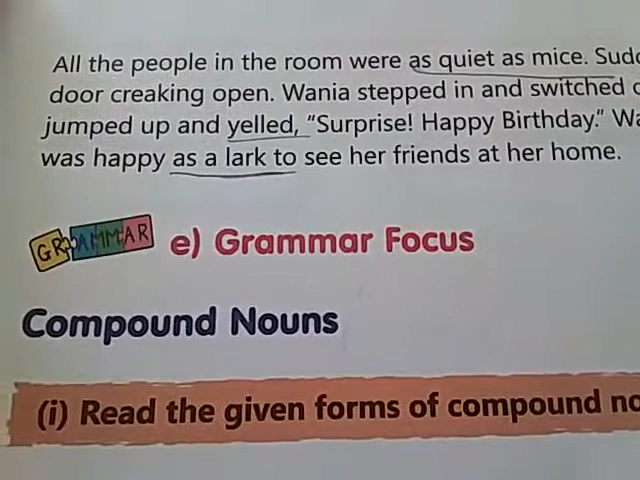 All the people in the room were as quiet as mice.
door creaking open. Wania stepped in and switched
jumped up and yelled, "Surprise! Happy Birthday."
was happy as a lark to see her friends at her home.
GRAMMAR e) Grammar Focus
Compound Nouns
(i) Read the given forms of compound